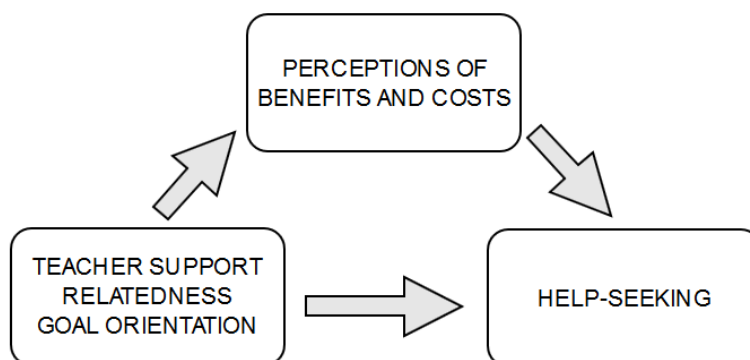 PERCEPTIONS OF
BENEFITS AND COSTS
TEACHER SUPPORT
RELATEDNESS
GOAL ORIENTATION
HELP-SEEKING